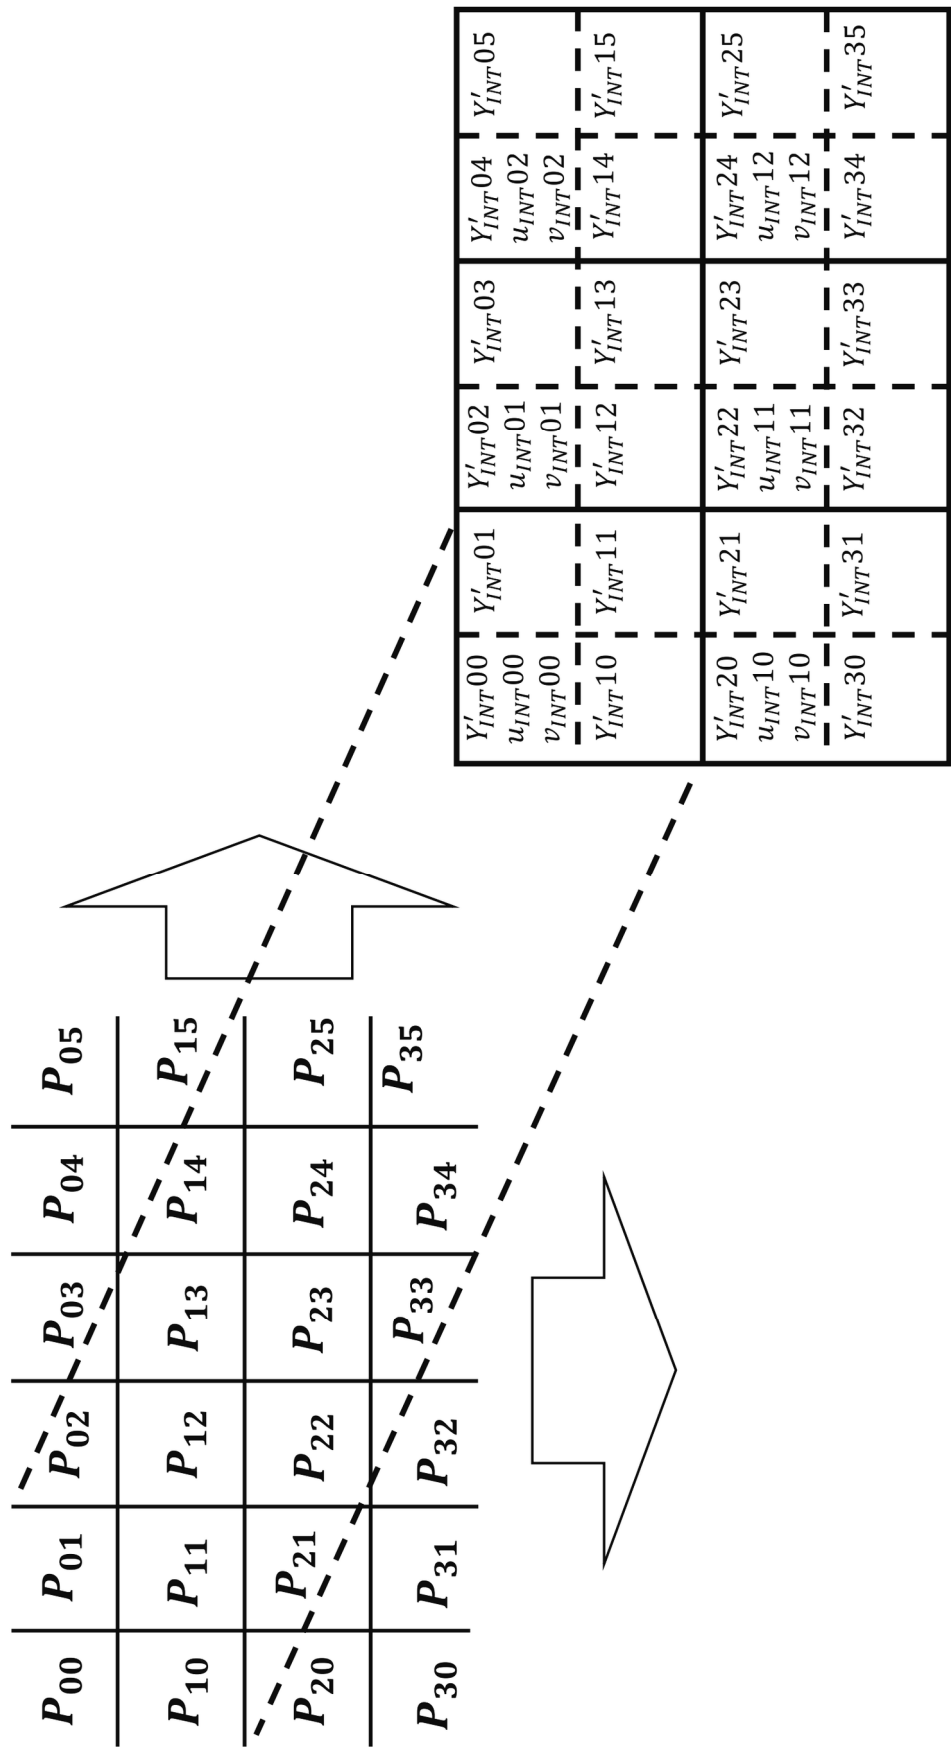 P00 P01 P02 P03 P04 P05
P10 P11 P12 P13 P14 P15
P20 P21 P22 P23 P24 P25
P30 P31 P32 P33 P34 P35
Y'INT00 Y'INT01 Y'INT02 Y'INT03 Y'INT04 Y'INT05
uINT00 uINT01 uINT02
vINT00 vINT01 vINT02
Y'INT10 Y'INT11 Y'INT12 Y'INT13 Y'INT14 Y'INT15
Y'INT20 Y'INT21 Y'INT22 Y'INT23 Y'INT24 Y'INT25
uINT10 uINT11 uINT12
vINT10 vINT11 vINT12
Y'INT30 Y'INT31 Y'INT32 Y'INT33 Y'INT34 Y'INT35